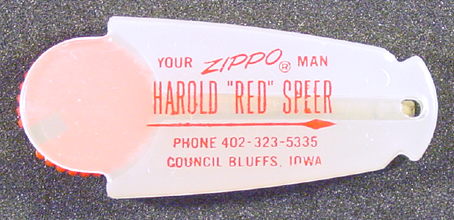 YOUR ZIPPO® MAN
HAROLD "RED" SPEER
PHONE 402-323-5335
COUNCIL BLUFFS, IOWA